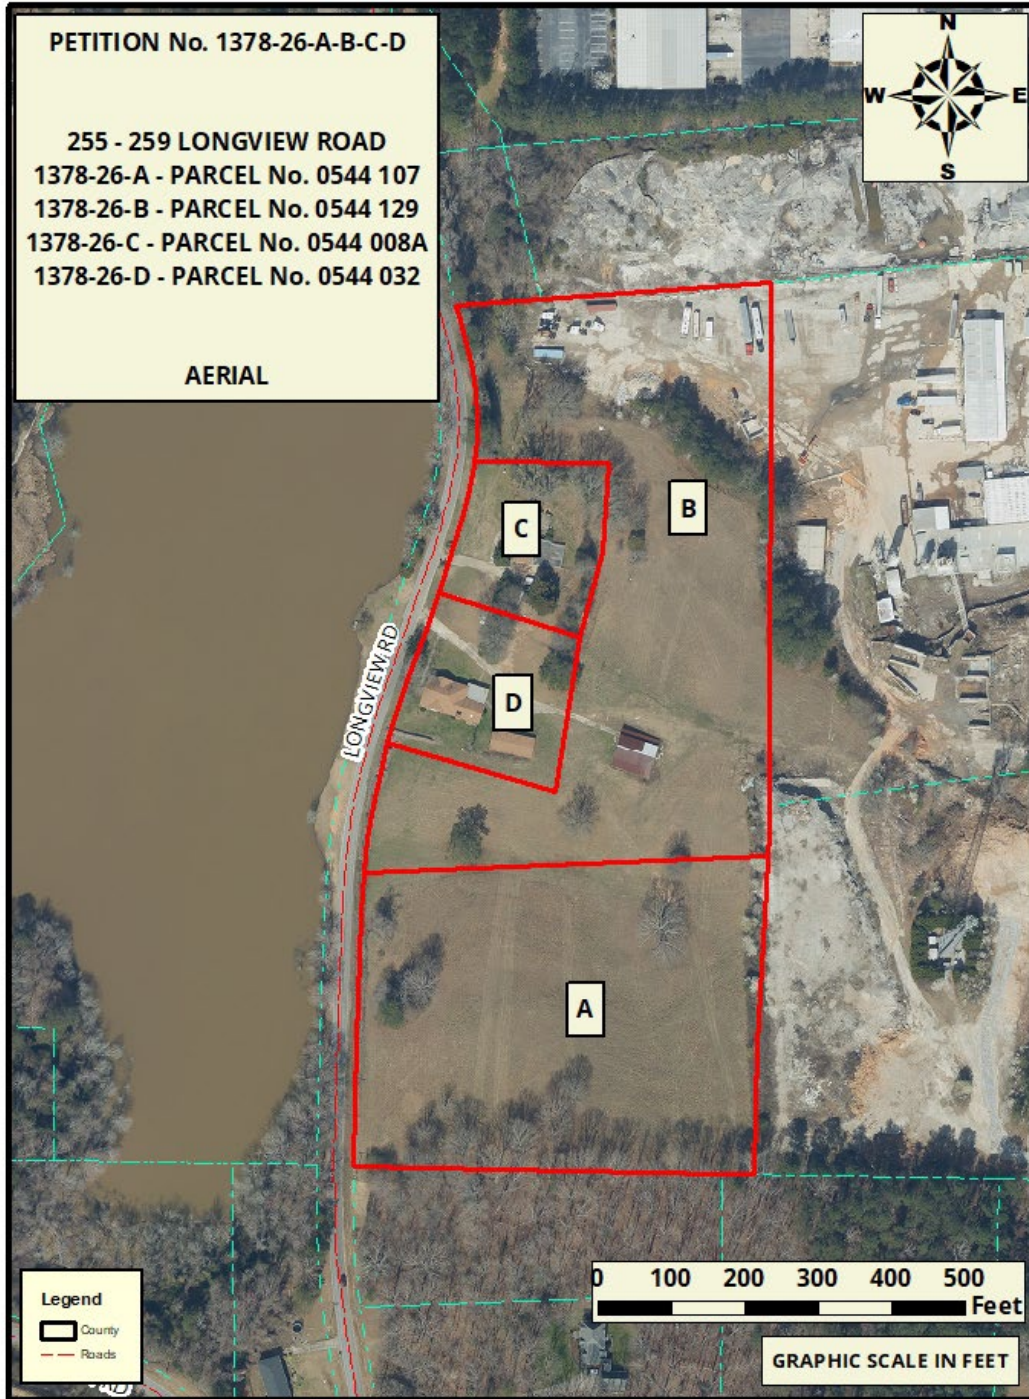 PETITION No. 1378-26-A-B-C-D
255 - 259 LONGVIEW ROAD
1378-26-A - PARCEL No. 0544 107
1378-26-B - PARCEL No. 0544 129
1378-26-C - PARCEL No. 0544 008A
1378-26-D - PARCEL No. 0544 032
AERIAL
N
W E
S
B
C
D
LONGVIEW RD
A
Legend
County
Roads
0 100 200 300 400 500
Feet
GRAPHIC SCALE IN FEET